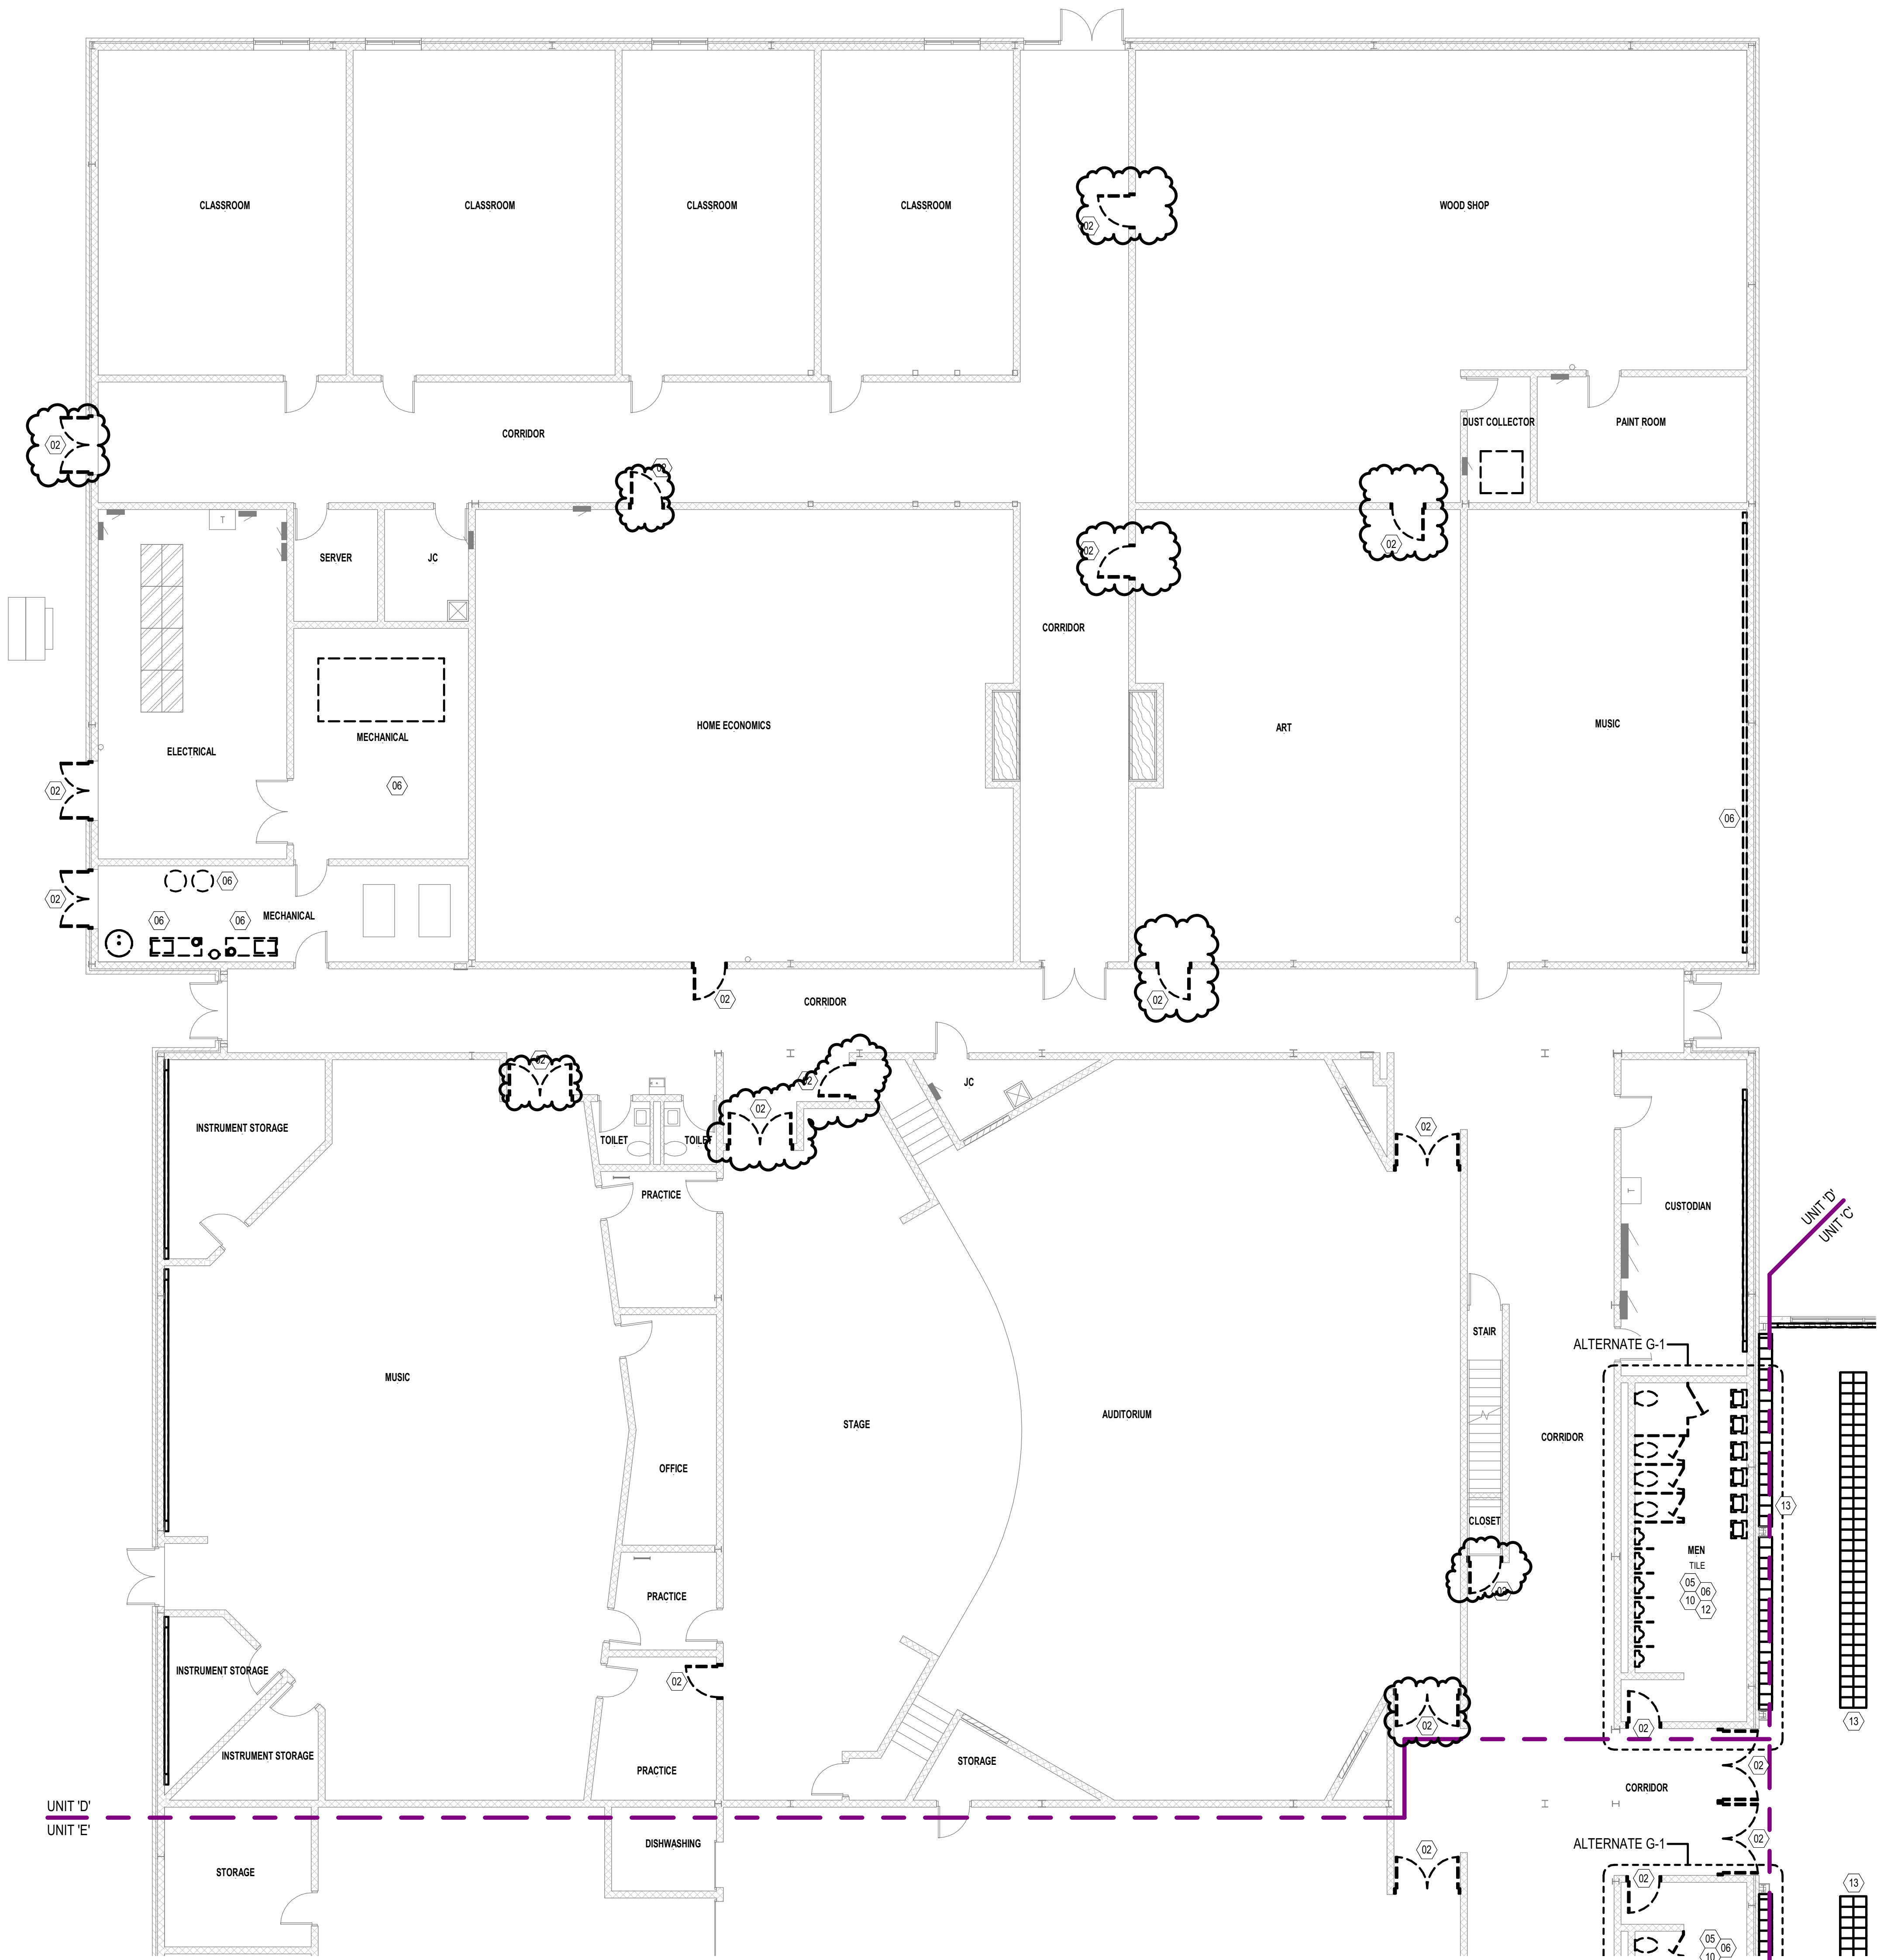 CLASSROOM
CLASSROOM
CLASSROOM
CLASSROOM
WOOD SHOP
02
DUST COLLECTOR
PAINT ROOM
CORRIDOR
02
02
T
SERVER
JC
02
02
CORRIDOR
HOME ECONOMICS
ART
MUSIC
MECHANICAL
ELECTRICAL
06
02
06
06
02
MECHANICAL
06
06
02
02
CORRIDOR
02
02
02
JC
02
INSTRUMENT STORAGE
TOILET
TOILET
02
PRACTICE
T
CUSTODIAN
UNIT 'D'
UNIT 'C'
STAIR
ALTERNATE G-1
MUSIC
STAGE
AUDITORIUM
CORRIDOR
OFFICE
13
CLOSET
MEN
TILE
05
06
10
12
PRACTICE
02
INSTRUMENT STORAGE
02
02
02
13
INSTRUMENT STORAGE
STORAGE
PRACTICE
02
CORRIDOR
UNIT 'D'
UNIT 'E'
DISHWASHING
02
ALTERNATE G-1
02
STORAGE
02
13
05
06
10